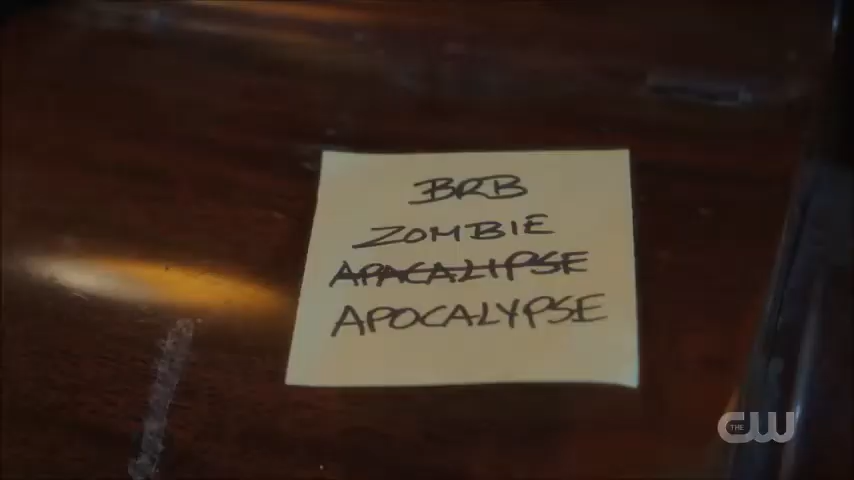 BRB
ZOMBIE
APACALIPSE
APOCALYPSE
THE CW